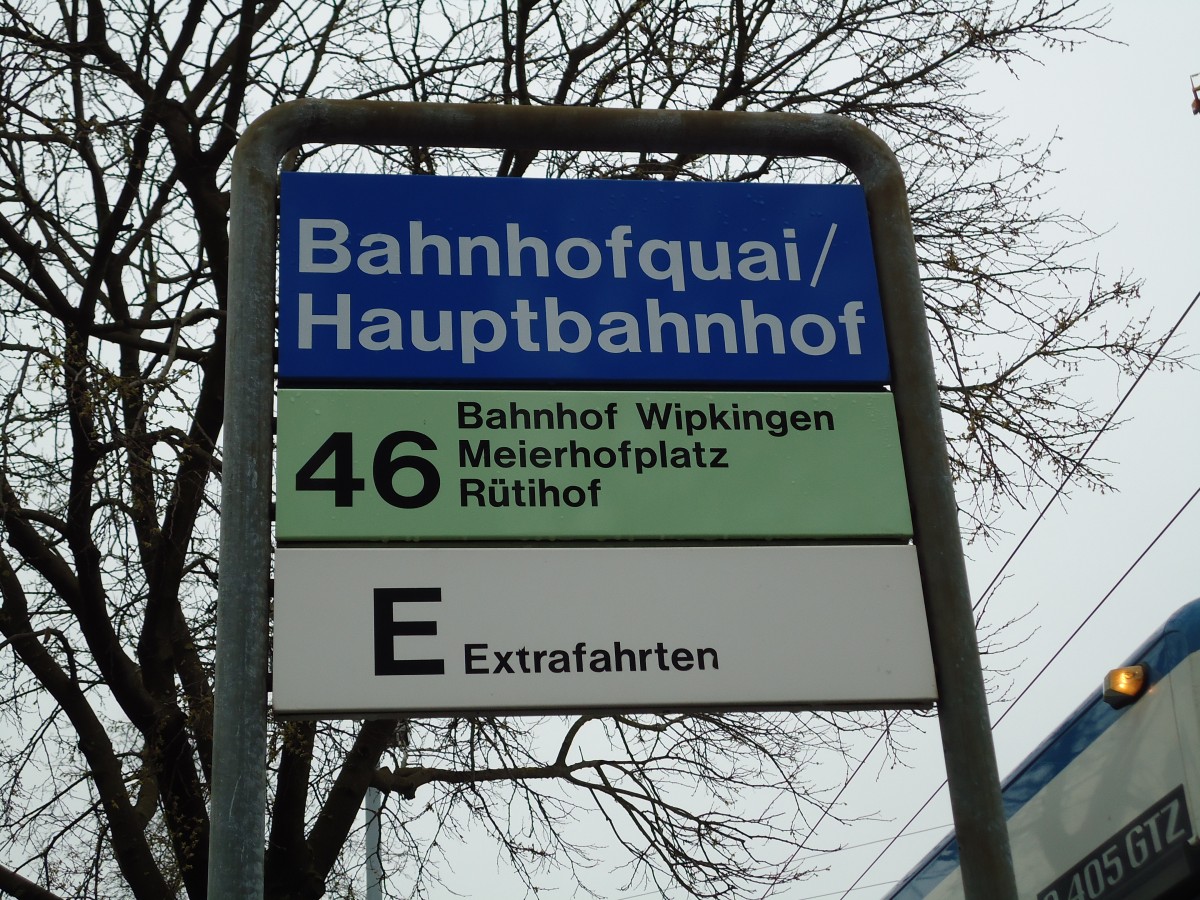 Bahnhofquai/
Hauptbahnhof
46
Bahnhof Wipkingen
Meierhofplatz
Rütihof
E Extrafahrten
405 GTZ